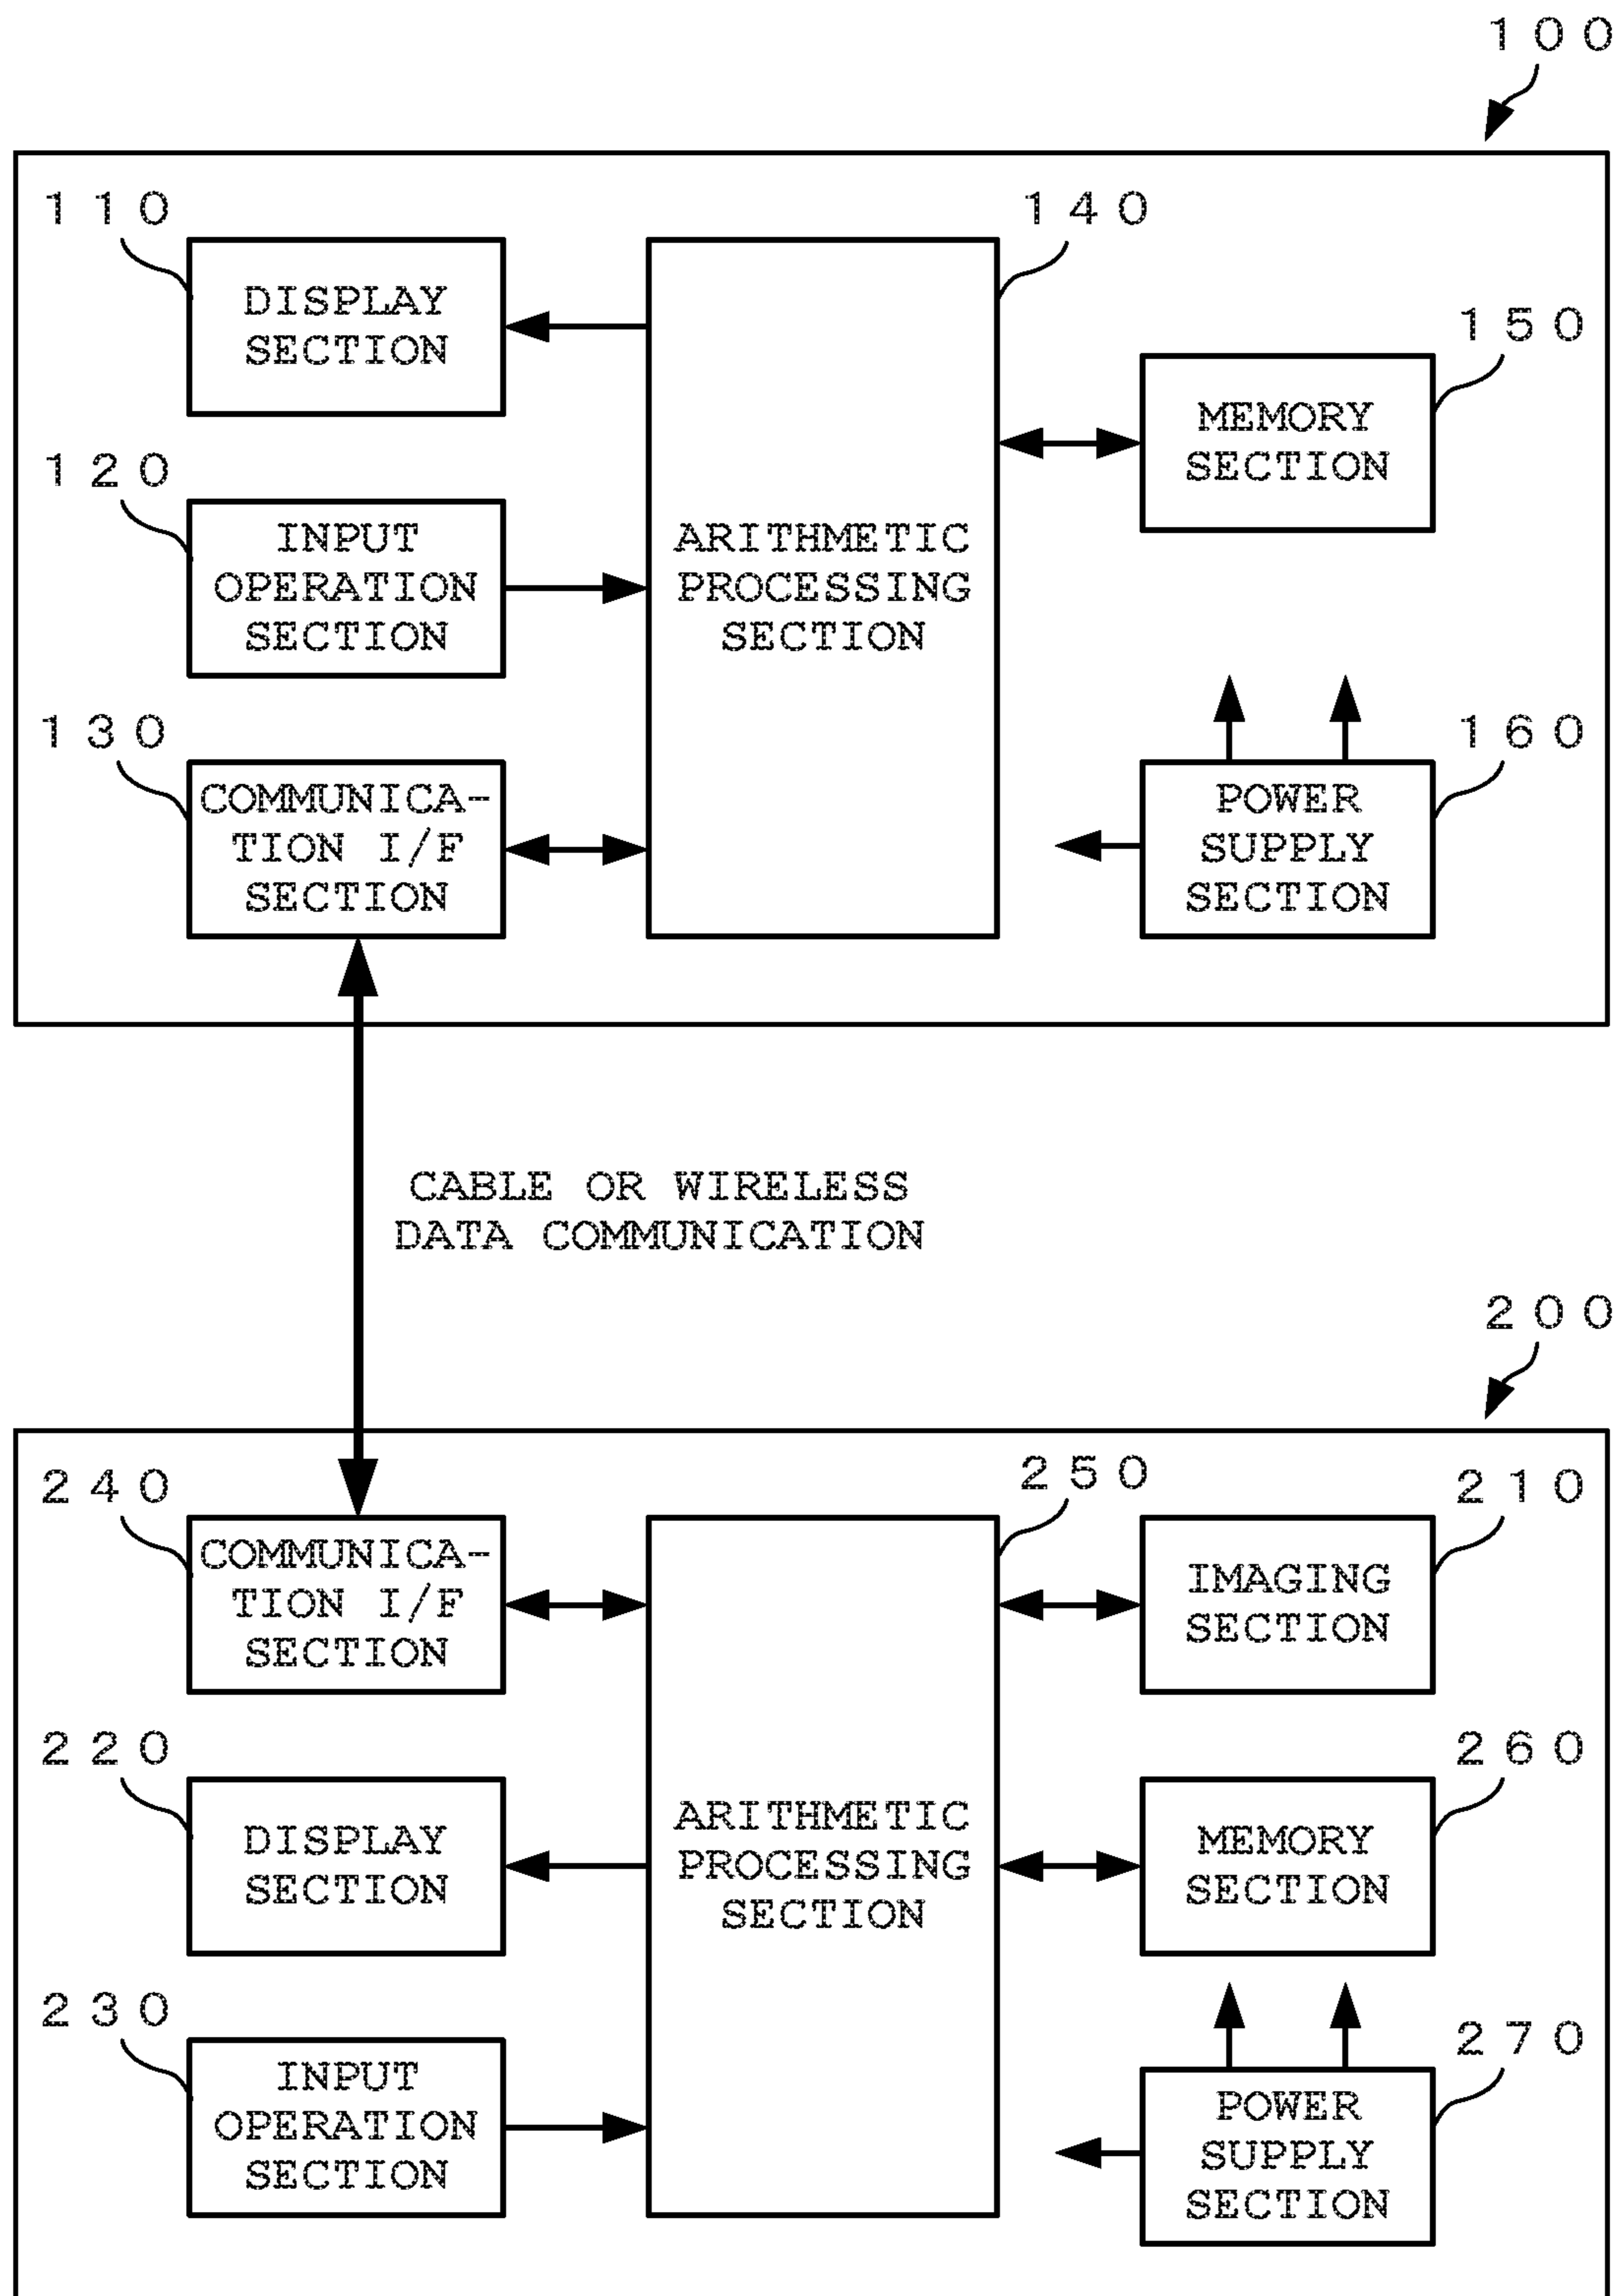 100
110
DISPLAY
SECTION
120
INPUT
OPERATION
SECTION
130
COMMUNICA-
TION I/F
SECTION
140
ARITHMETIC
PROCESSING
SECTION
150
MEMORY
SECTION
160
POWER
SUPPLY
SECTION
CABLE OR WIRELESS
DATA COMMUNICATION
200
240
COMMUNICA-
TION I/F
SECTION
220
DISPLAY
SECTION
230
INPUT
OPERATION
SECTION
250
ARITHMETIC
PROCESSING
SECTION
210
IMAGING
SECTION
260
MEMORY
SECTION
270
POWER
SUPPLY
SECTION